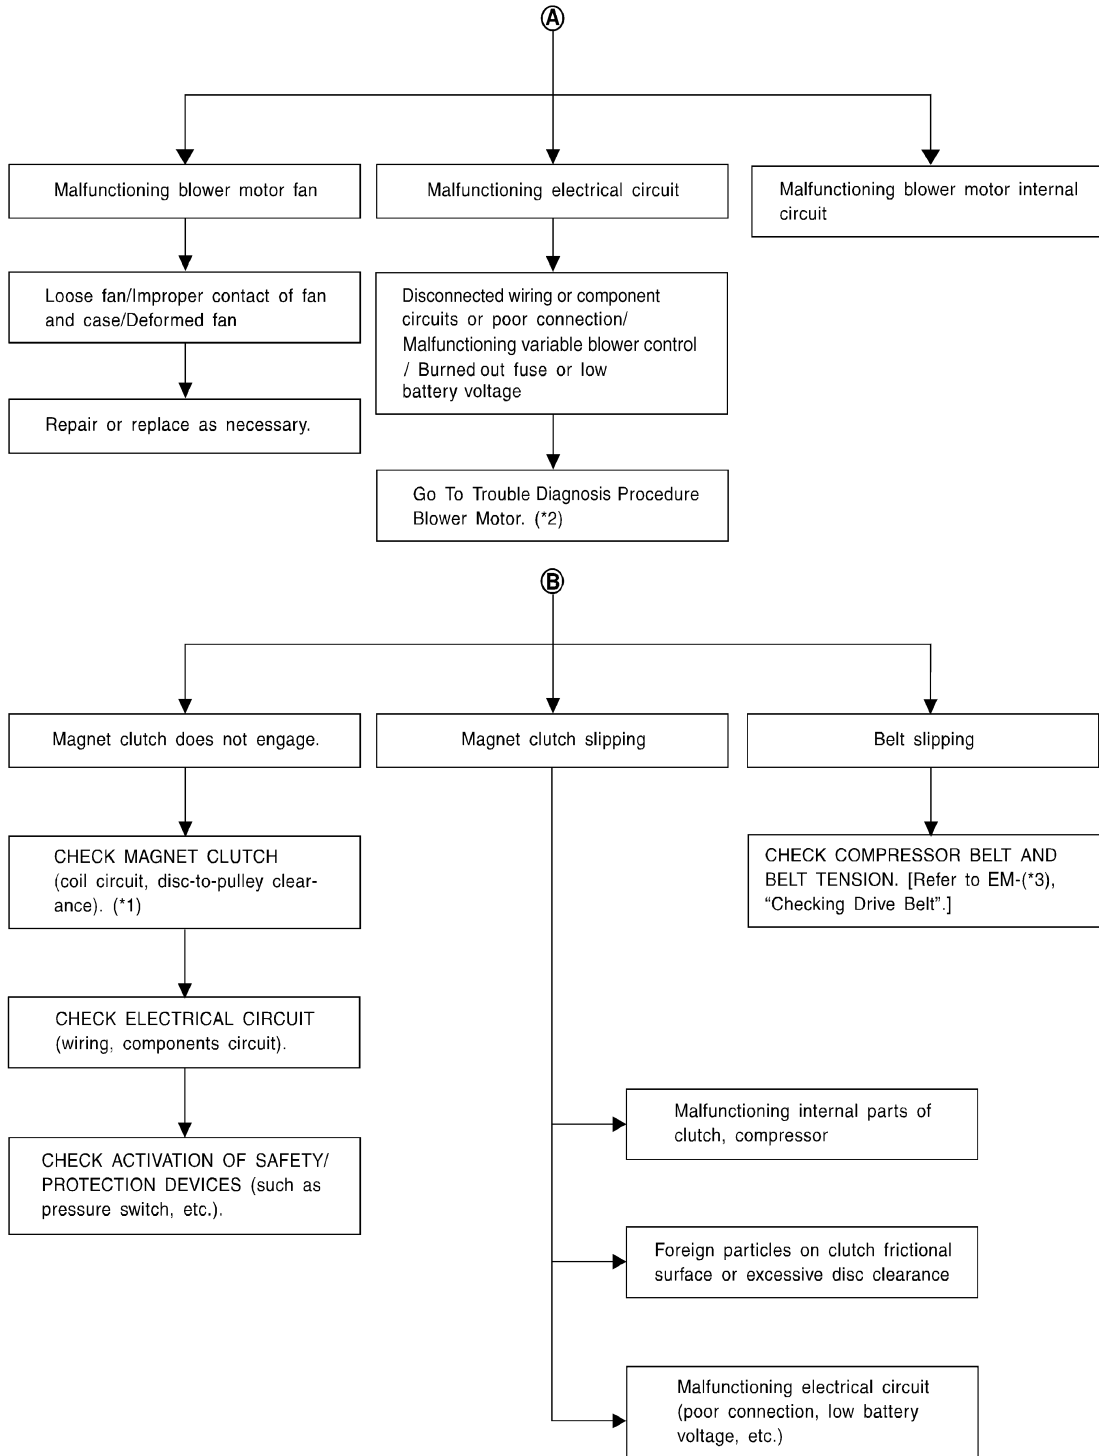 A
Malfunctioning blower motor fan
Malfunctioning electrical circuit
Malfunctioning blower motor internal
circuit
Loose fan/Improper contact of fan
and case/Deformed fan
Disconnected wiring or component
circuits or poor connection/
Malfunctioning variable blower control
/ Burned out fuse or low
battery voltage
Repair or replace as necessary.
Go To Trouble Diagnosis Procedure
Blower Motor. (*2)
B
Magnet clutch does not engage.
Magnet clutch slipping
Belt slipping
CHECK MAGNET CLUTCH
(coil circuit, disc-to-pulley clear-
ance). (*1)
CHECK COMPRESSOR BELT AND
BELT TENSION. [Refer to EM-(*3),
“Checking Drive Belt”.]
CHECK ELECTRICAL CIRCUIT
(wiring, components circuit).
Malfunctioning internal parts of
clutch, compressor
CHECK ACTIVATION OF SAFETY/
PROTECTION DEVICES (such as
pressure switch, etc.).
Foreign particles on clutch frictional
surface or excessive disc clearance
Malfunctioning electrical circuit
(poor connection, low battery
voltage, etc.)